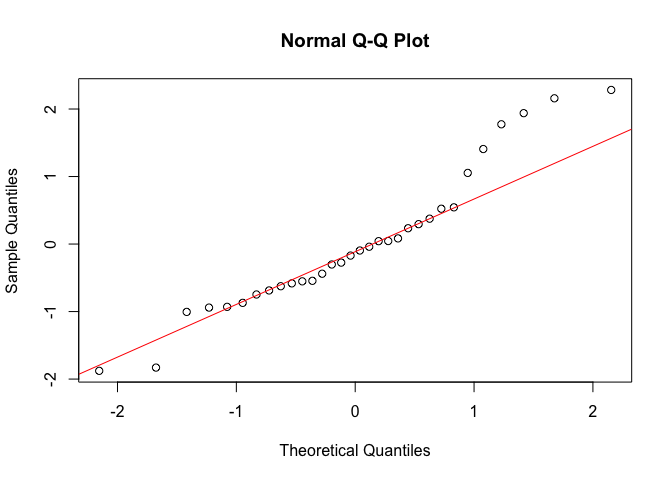 Normal Q-Q Plot
2
1
0
-1
-2
Sample Quantiles
-2 -1 0 1 2
Theoretical Quantiles